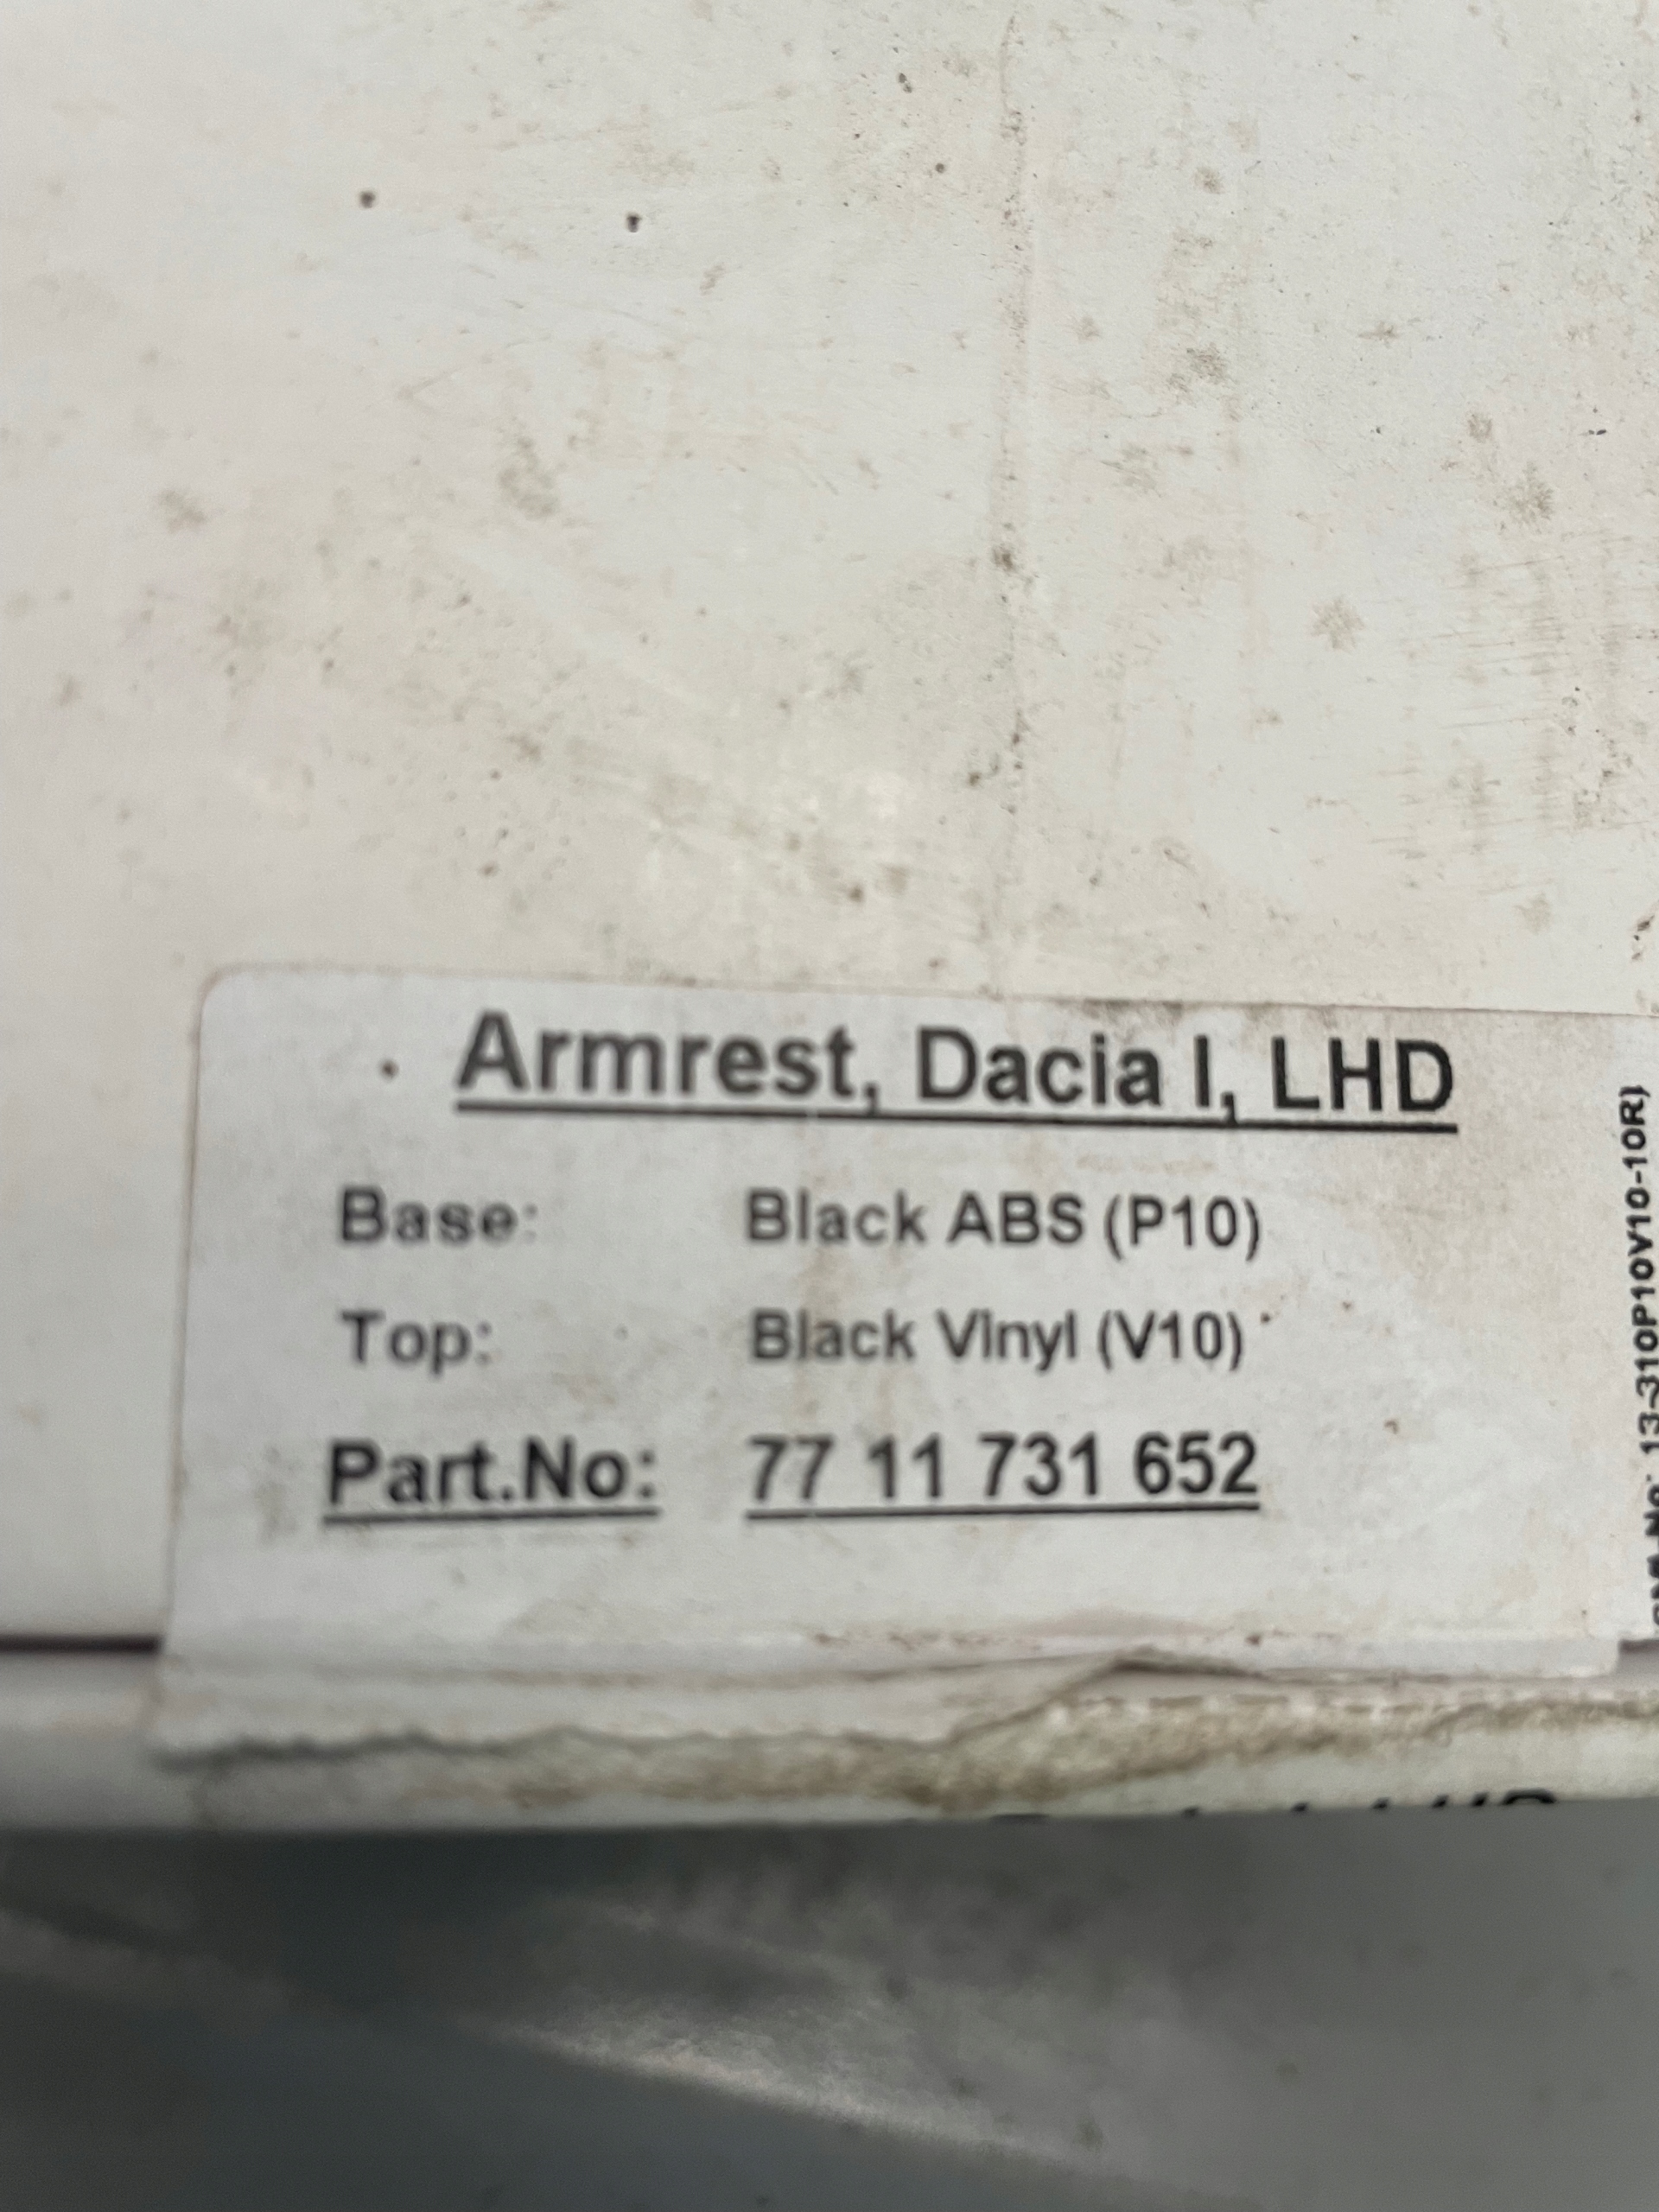 Armrest, Dacia I, LHD
Base: Black ABS (P10)
Top: Black Vinyl (V10)
Part.No: 77 11 731 652
No: 13-310P10V10-10R)